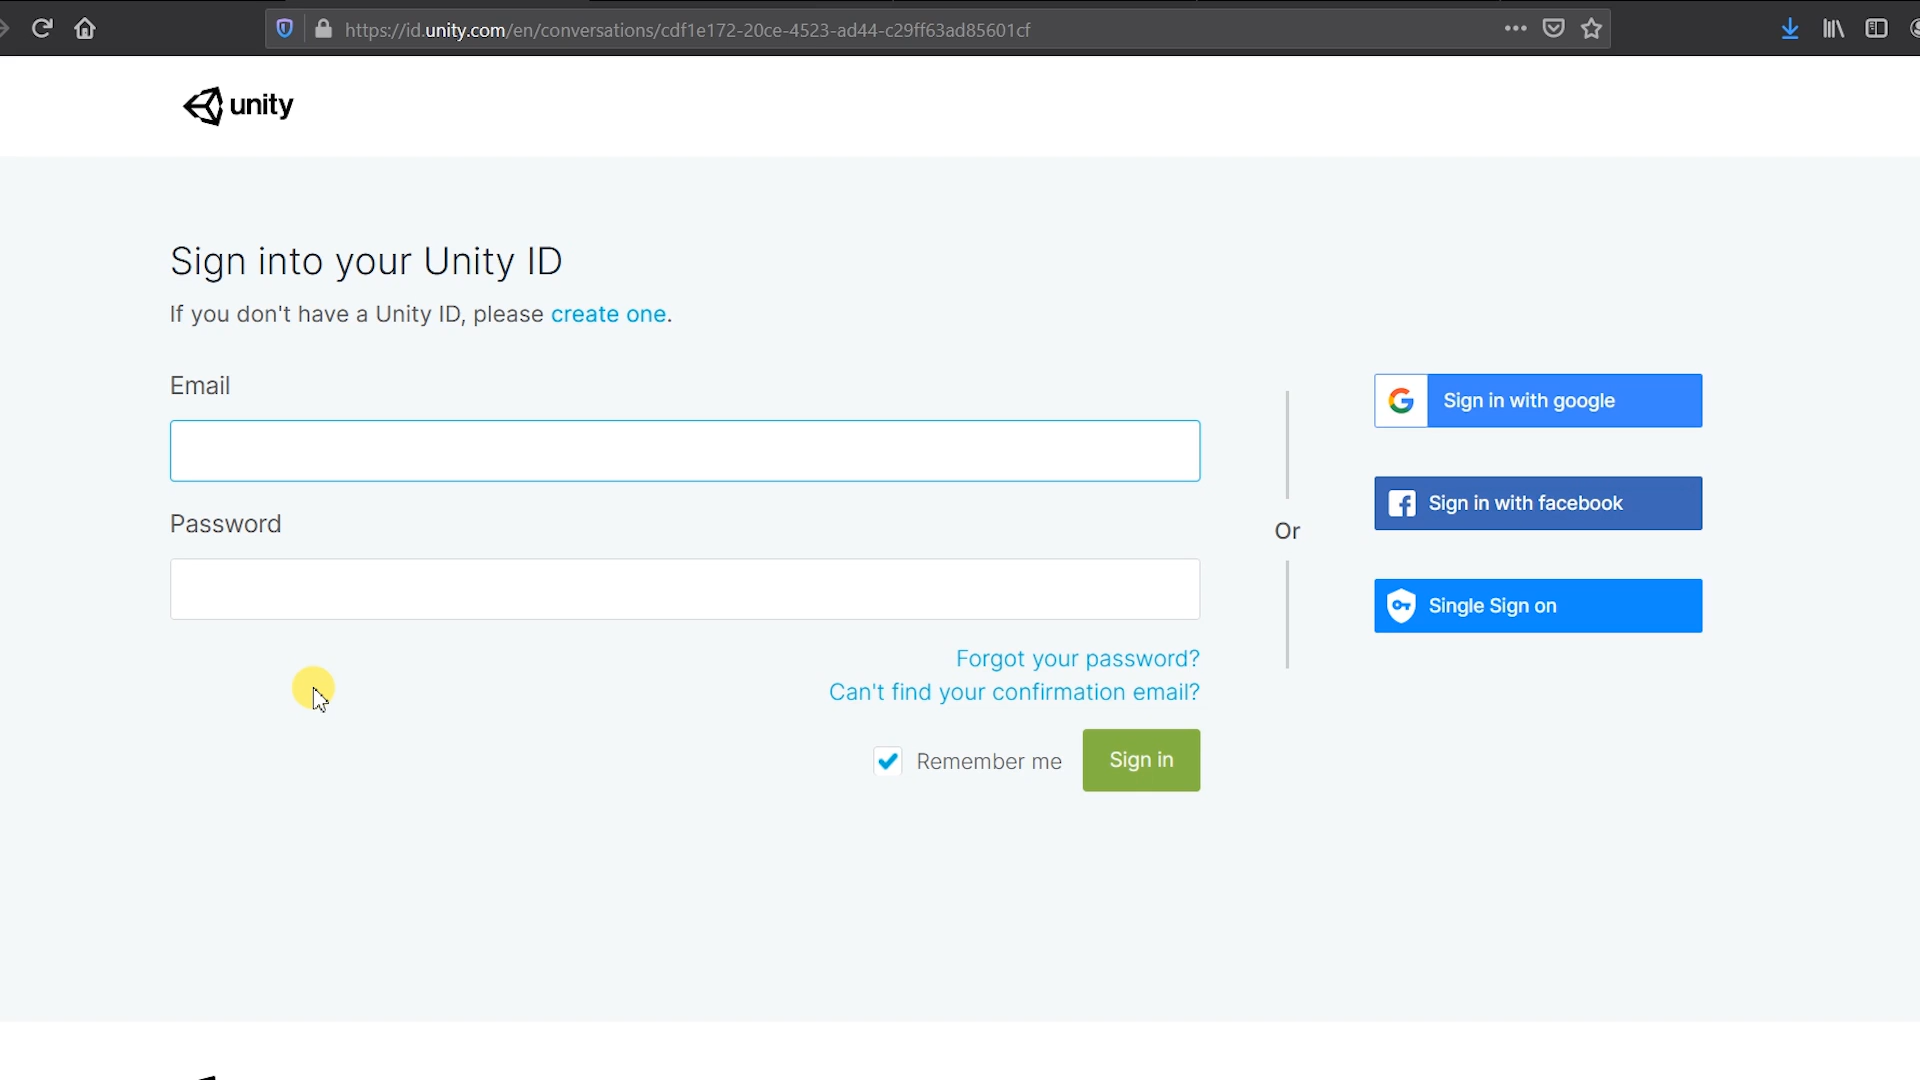 https://id.unity.com/en/conversations/cdf1e172-20ce-4523-ad44-c29ff63ad85601cf
unity
Sign into your Unity ID
If you don't have a Unity ID, please create one.
Email
Password
Forgot your password?
Can't find your confirmation email?
Remember me
Sign in
Or
Sign in with google
Sign in with facebook
Single Sign on